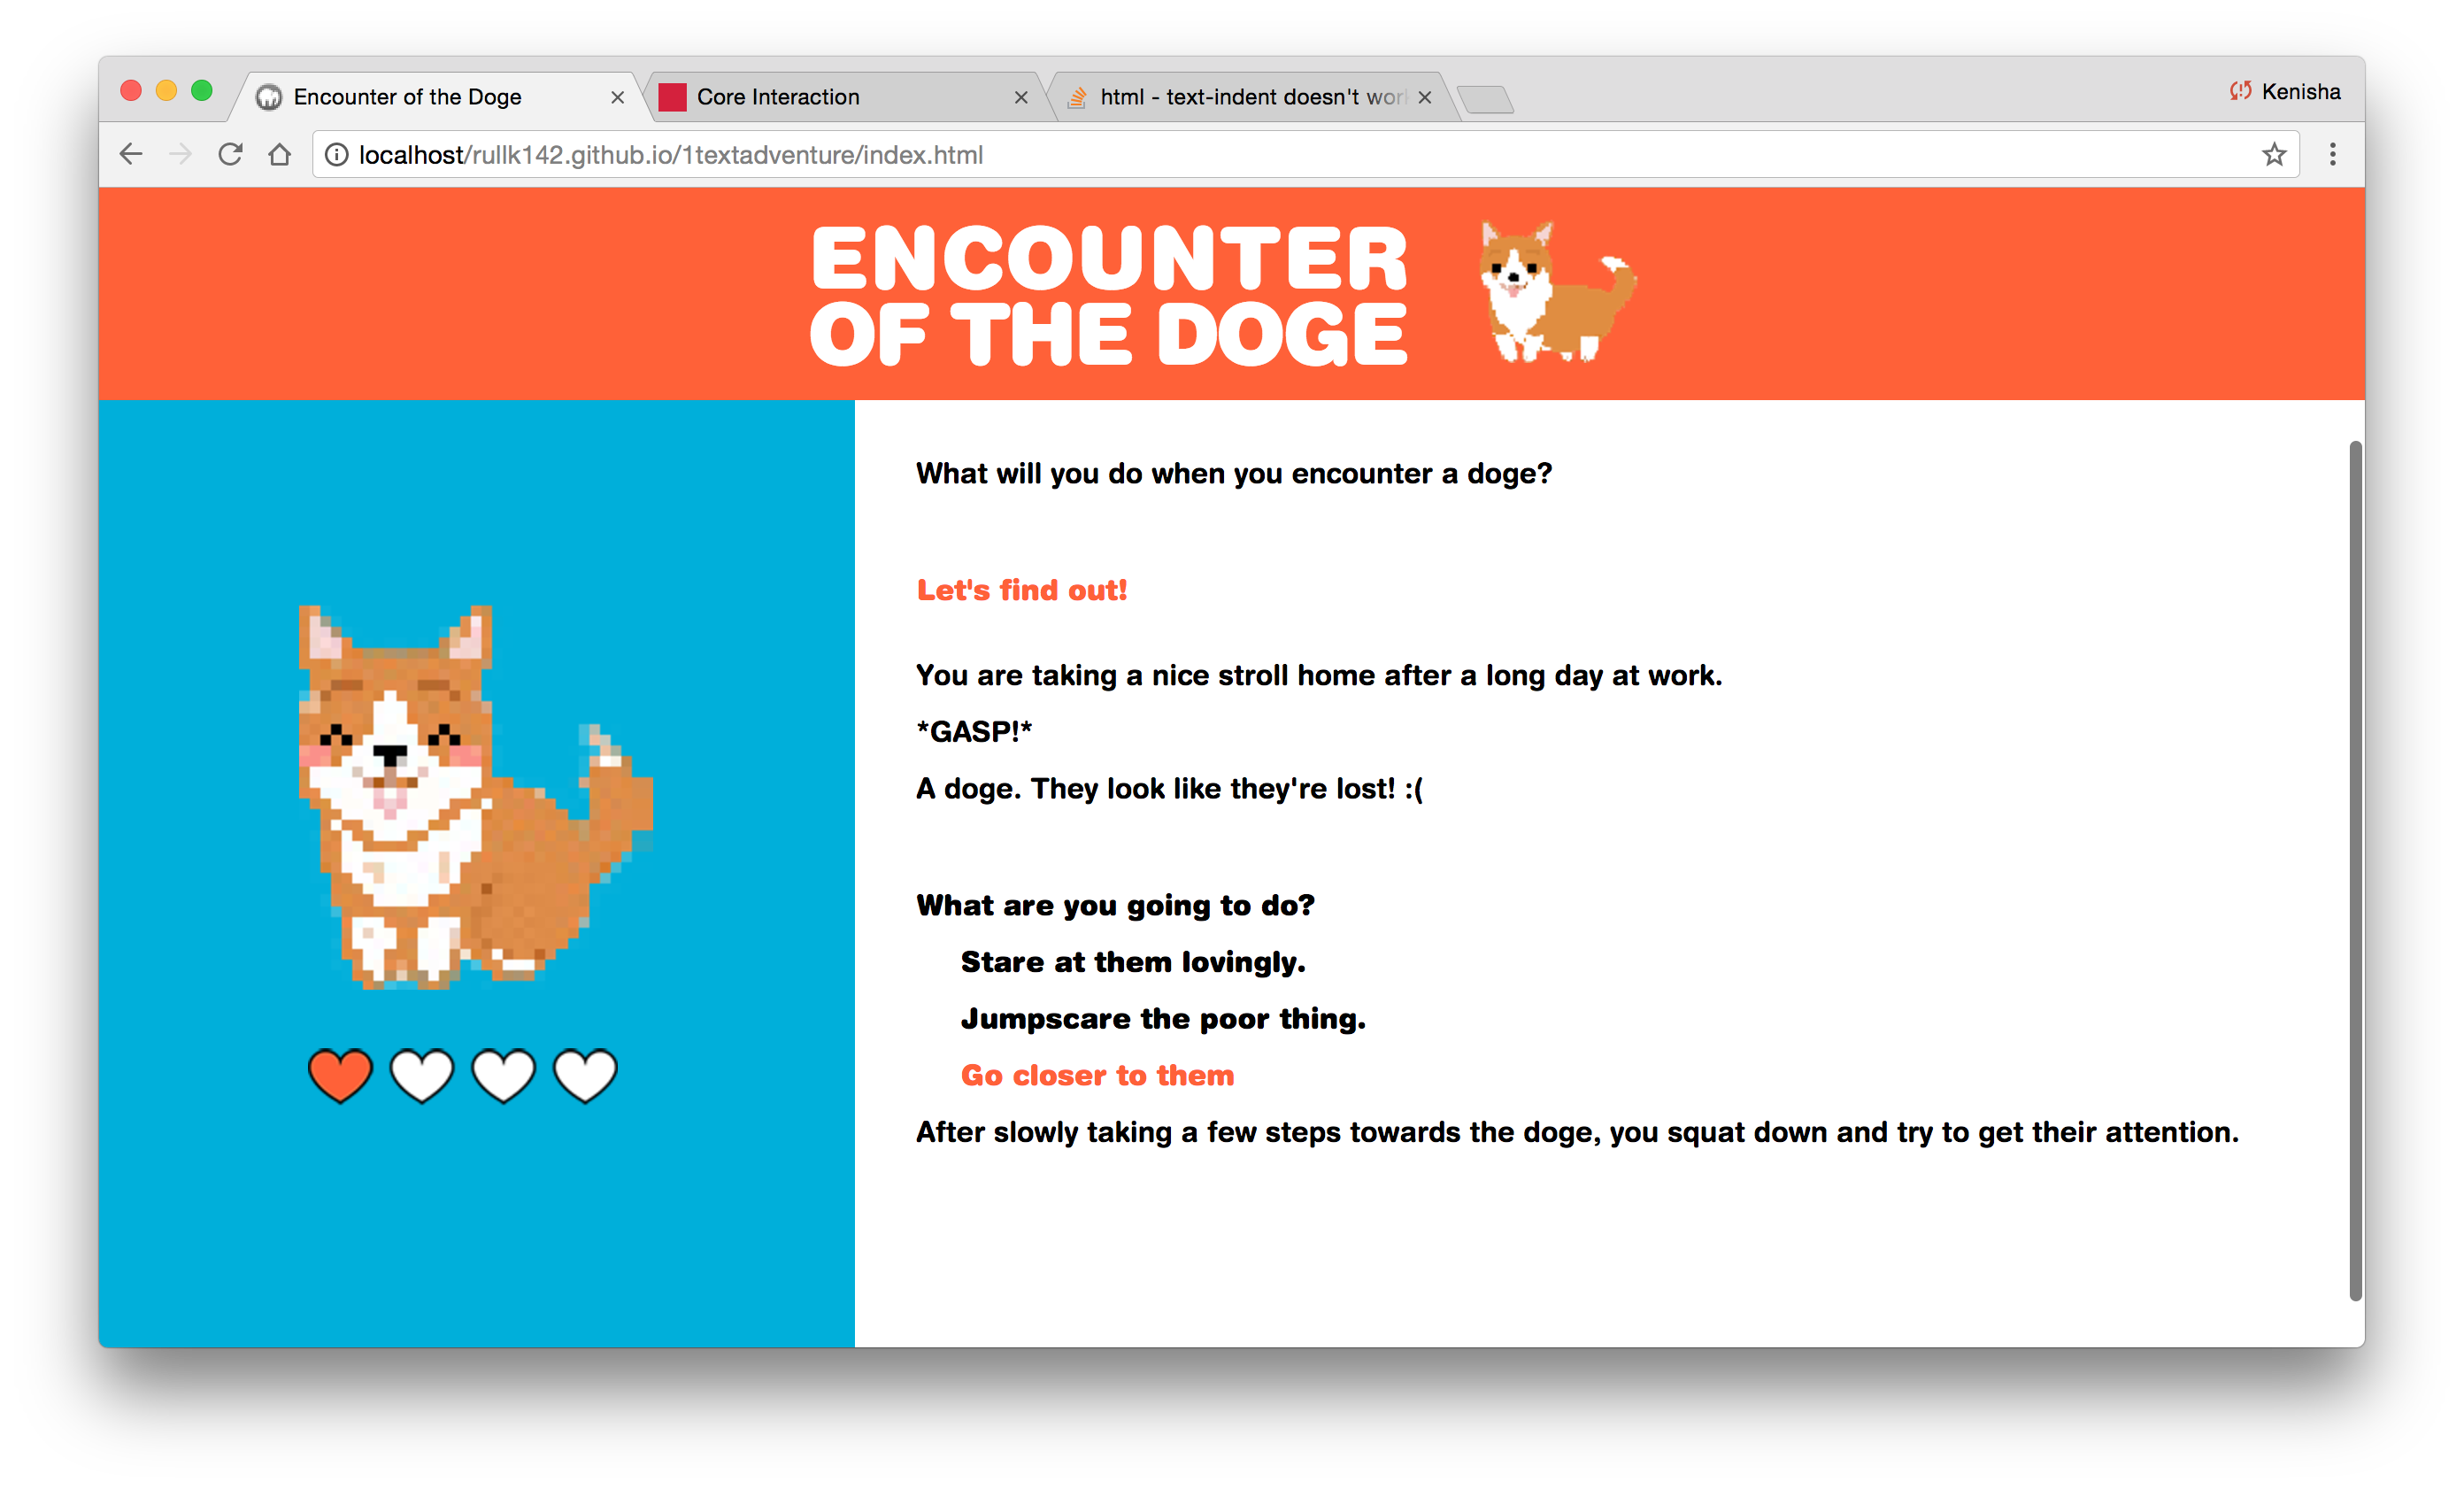 Encounter of the Doge
Core Interaction
html - text-indent doesn't wor
Kenisha
localhost/rullk142.github.io/1textadventure/index.html
ENCOUNTER
OF THE DOGE
What will you do when you encounter a doge?
Let's find out!
You are taking a nice stroll home after a long day at work.
*GASP!*
A doge. They look like they're lost! :(
What are you going to do?
Stare at them lovingly.
Jumpscare the poor thing.
Go closer to them
After slowly taking a few steps towards the doge, you squat down and try to get their attention.